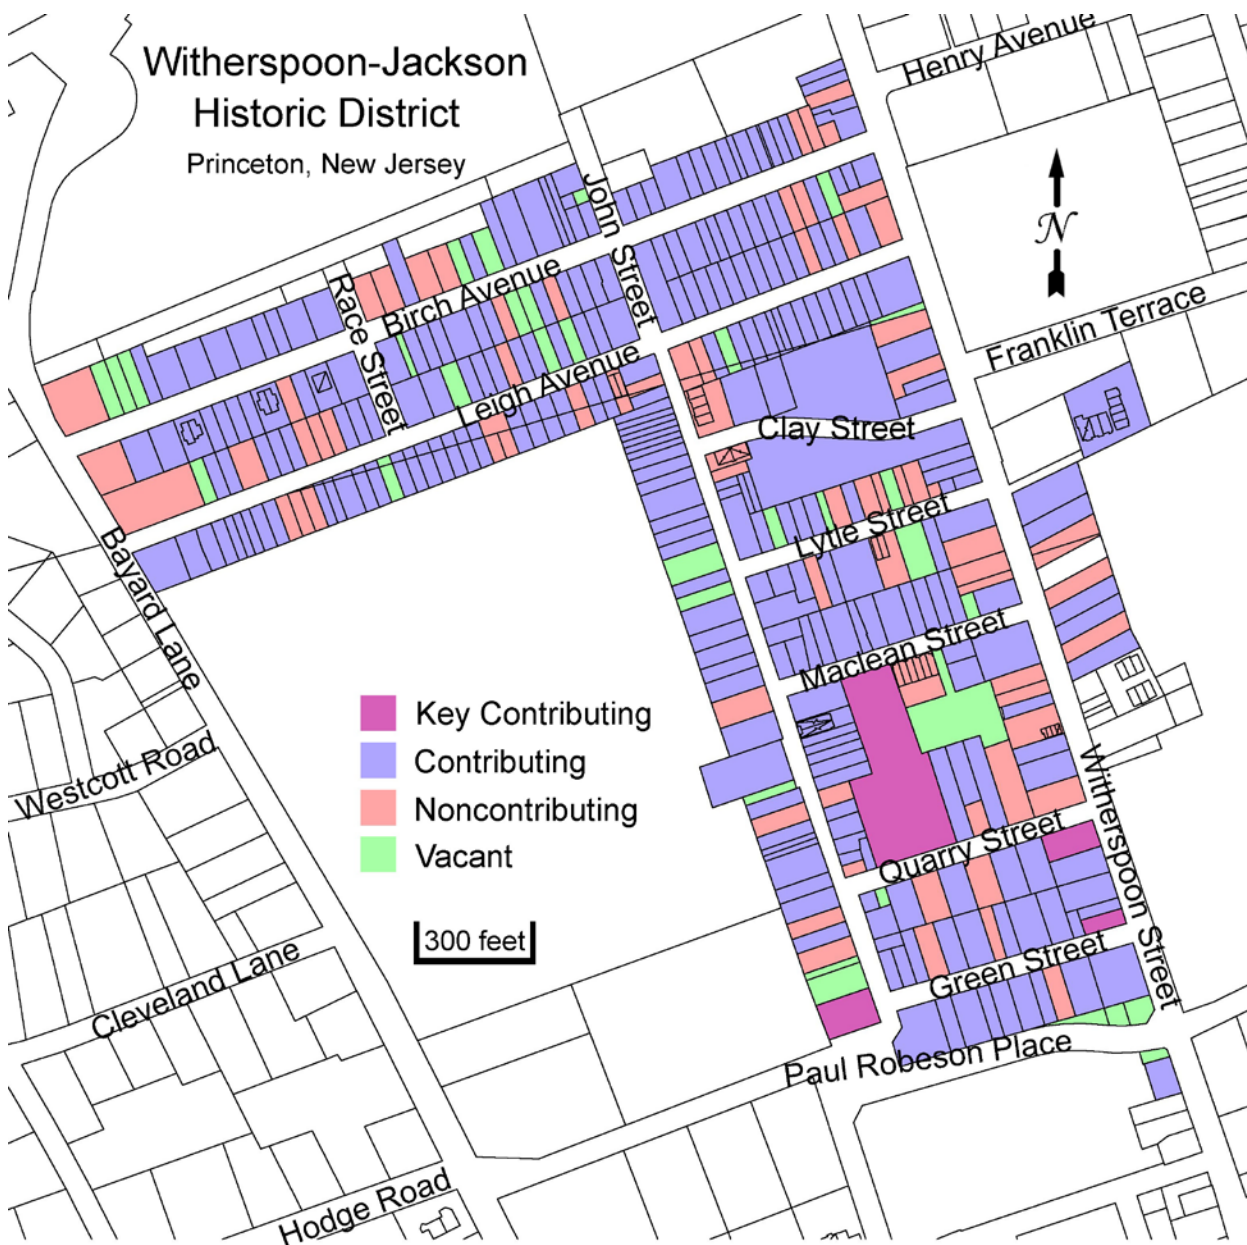 Witherspoon-Jackson
Historic District
Princeton, New Jersey
Henry Avenue
N
John Street
Race Street
Birch Avenue
Franklin Terrace
Leigh Avenue
Clay Street
Lytle Street
Bayard Lane
Maclean Street
Key Contributing
Contributing
Noncontributing
Vacant
Westcott Road
Witherspoon Street
Quarry Street
300 feet
Cleveland Lane
Green Street
Paul Robeson Place
Hodge Road